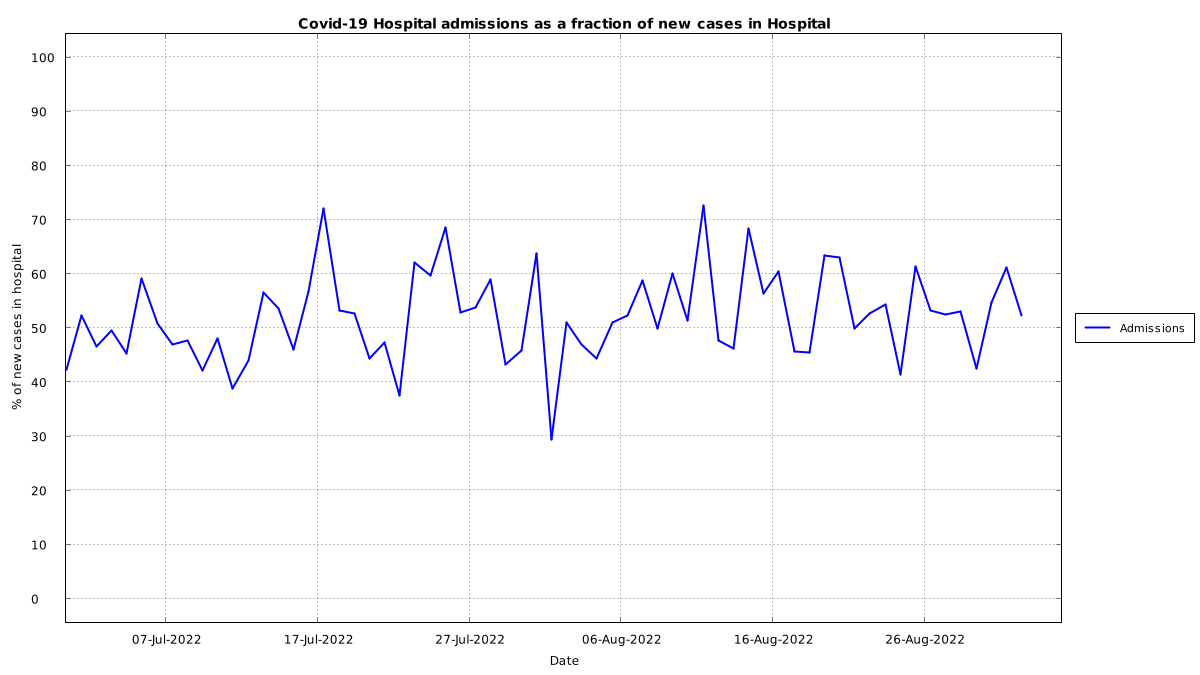 Covid-19 Hospital admissions as a fraction of new cases in Hospital
100
90
80
70
60
50
40
30
20
10
0
% of new cases in hospital
07-Jul-2022
17-Jul-2022
27-Jul-2022
06-Aug-2022
16-Aug-2022
26-Aug-2022
Date
Admissions